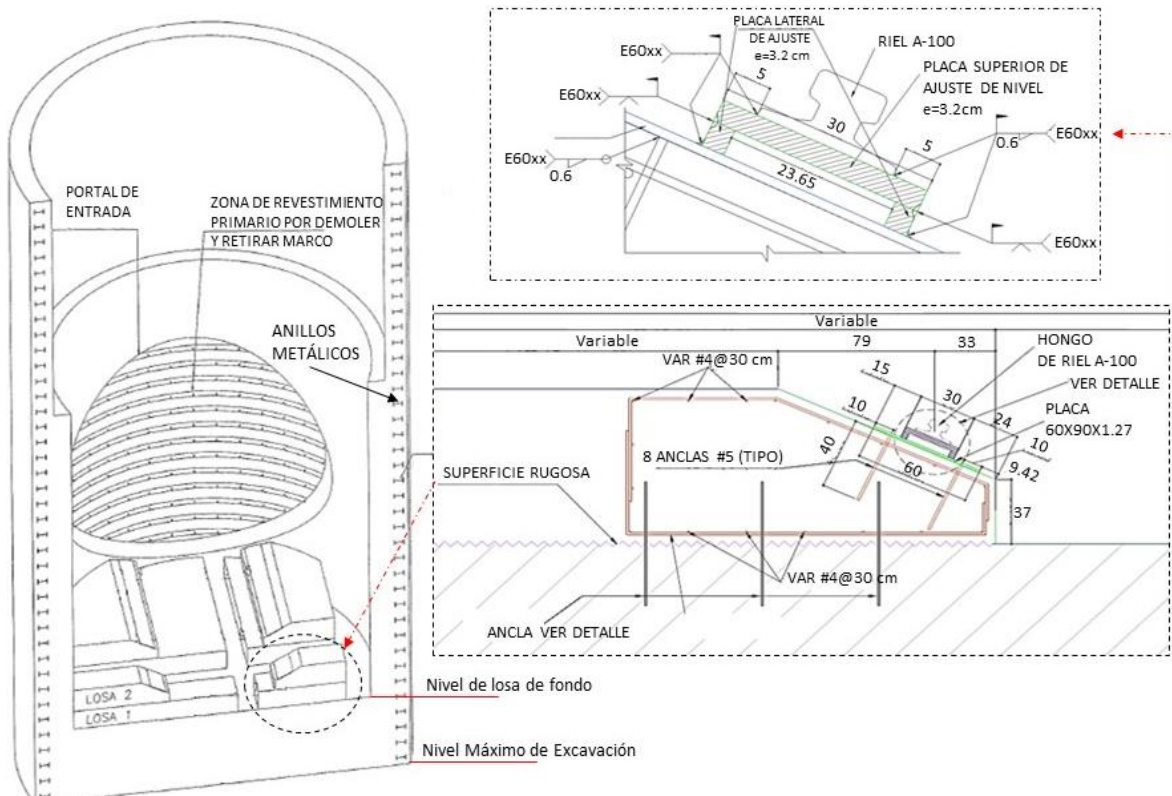 PORTAL DE
ENTRADA
ZONA DE REVESTIMIENTO
PRIMARIO POR DEMOLER
Y RETIRAR MARCO
ANILLOS
METÁLICOS
SUPERFICIE RUGOSA
LOSA 2
LOSA 1
Nivel de losa de fondo
Nivel Máximo de Excavación
PLACA LATERAL
DE AJUSTE
e=3.2 cm
RIEL A-100
PLACA SUPERIOR DE
AJUSTE DE NIVEL
e=3.2cm
E60xx
E60xx
E60xx
0.6
5
30
5
23.65
0.6
E60xx
E60xx
Variable
Variable
79
33
VAR #4@30 cm
HONGO
DE RIEL A-100
VER DETALLE
PLACA
60X90X1.27
15
30
24
10
10
9.42
40
60
37
8 ANCLAS #5 (TIPO)
VAR #4@30 cm
ANCLA VER DETALLE